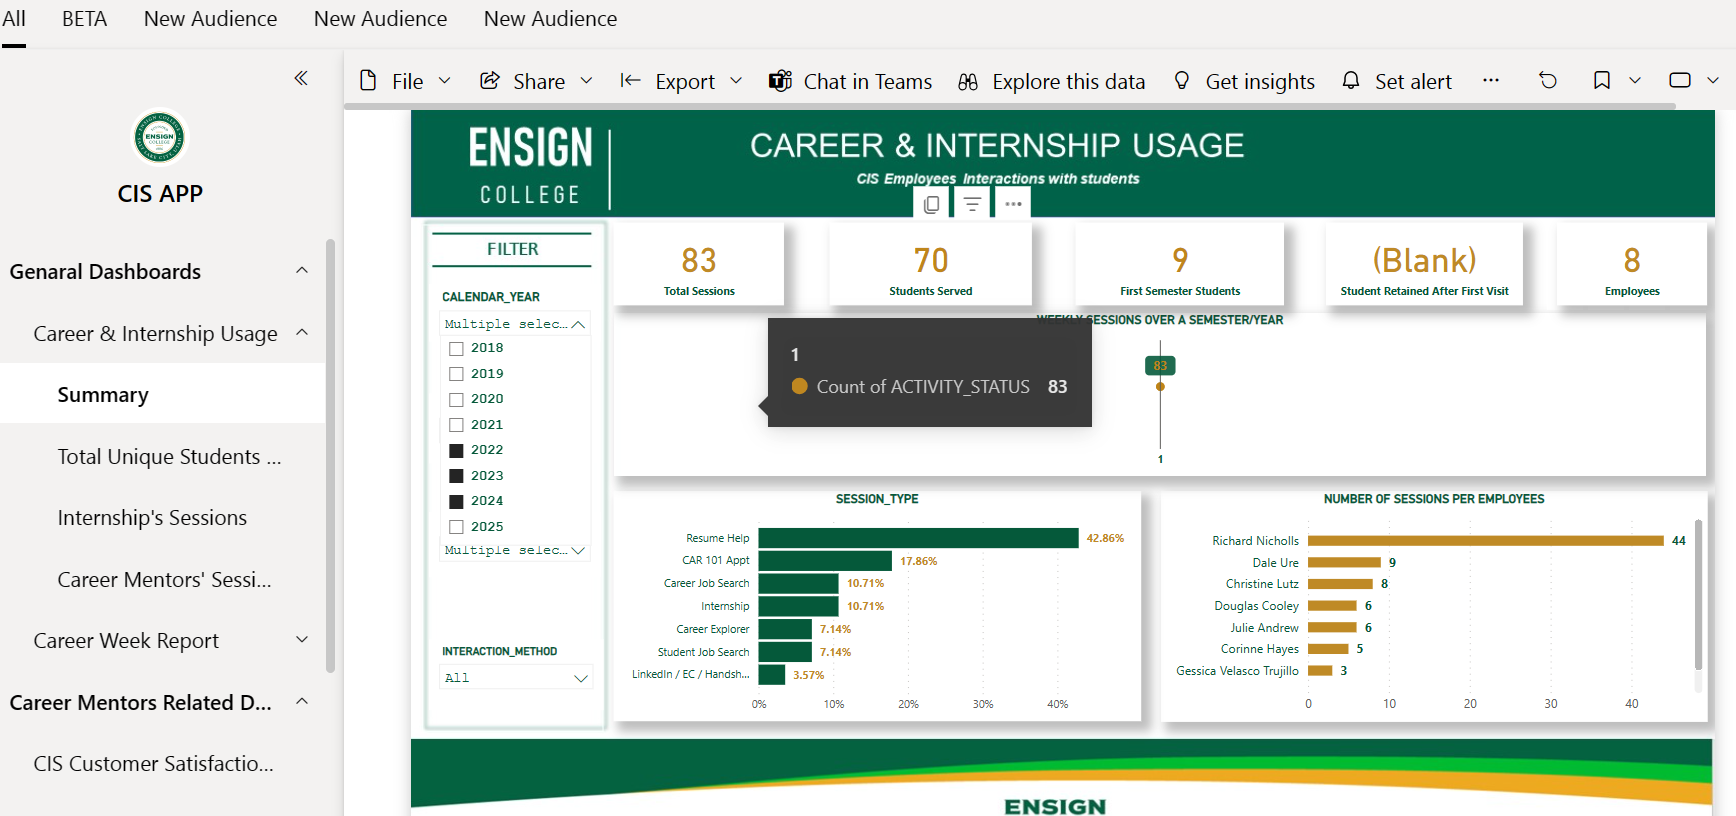 All BETA New Audience New Audience New Audience
File Share Export Chat in Teams Explore this data Get insights Set alert ...
ENSIGN COLLEGE
CIS APP
Genaral Dashboards
Career & Internship Usage
Summary
Total Unique Students ...
Internship's Sessions
Career Mentors' Sessi...
Career Week Report
Career Mentors Related D...
CIS Customer Satisfactio...
ENSIGN
COLLEGE
CAREER & INTERNSHIP USAGE
CIS Employees Interactions with students
FILTER
CALENDAR_YEAR
Multiple selec...
2018
2019
2020
2021
2022
2023
2024
2025
Multiple selec...
INTERACTION_METHOD
All
83
Total Sessions
70
Students Served
9
First Semester Students
(Blank)
Student Retained After First Visit
8
Employees
WEEKLY SESSIONS OVER A SEMESTER/YEAR
83
1
1
Count of ACTIVITY_STATUS 83
SESSION_TYPE
Resume Help 42.86%
CAR 101 Appt 17.86%
Career Job Search 10.71%
Internship 10.71%
Career Explorer 7.14%
Student Job Search 7.14%
LinkedIn / EC / Handsh... 3.57%
0% 10% 20% 30% 40%
NUMBER OF SESSIONS PER EMPLOYEES
Richard Nicholls 44
Dale Ure 9
Christine Lutz 8
Douglas Cooley 6
Julie Andrew 6
Corinne Hayes 5
Gessica Velasco Trujillo 3
0 10 20 30 40
ENSIGN